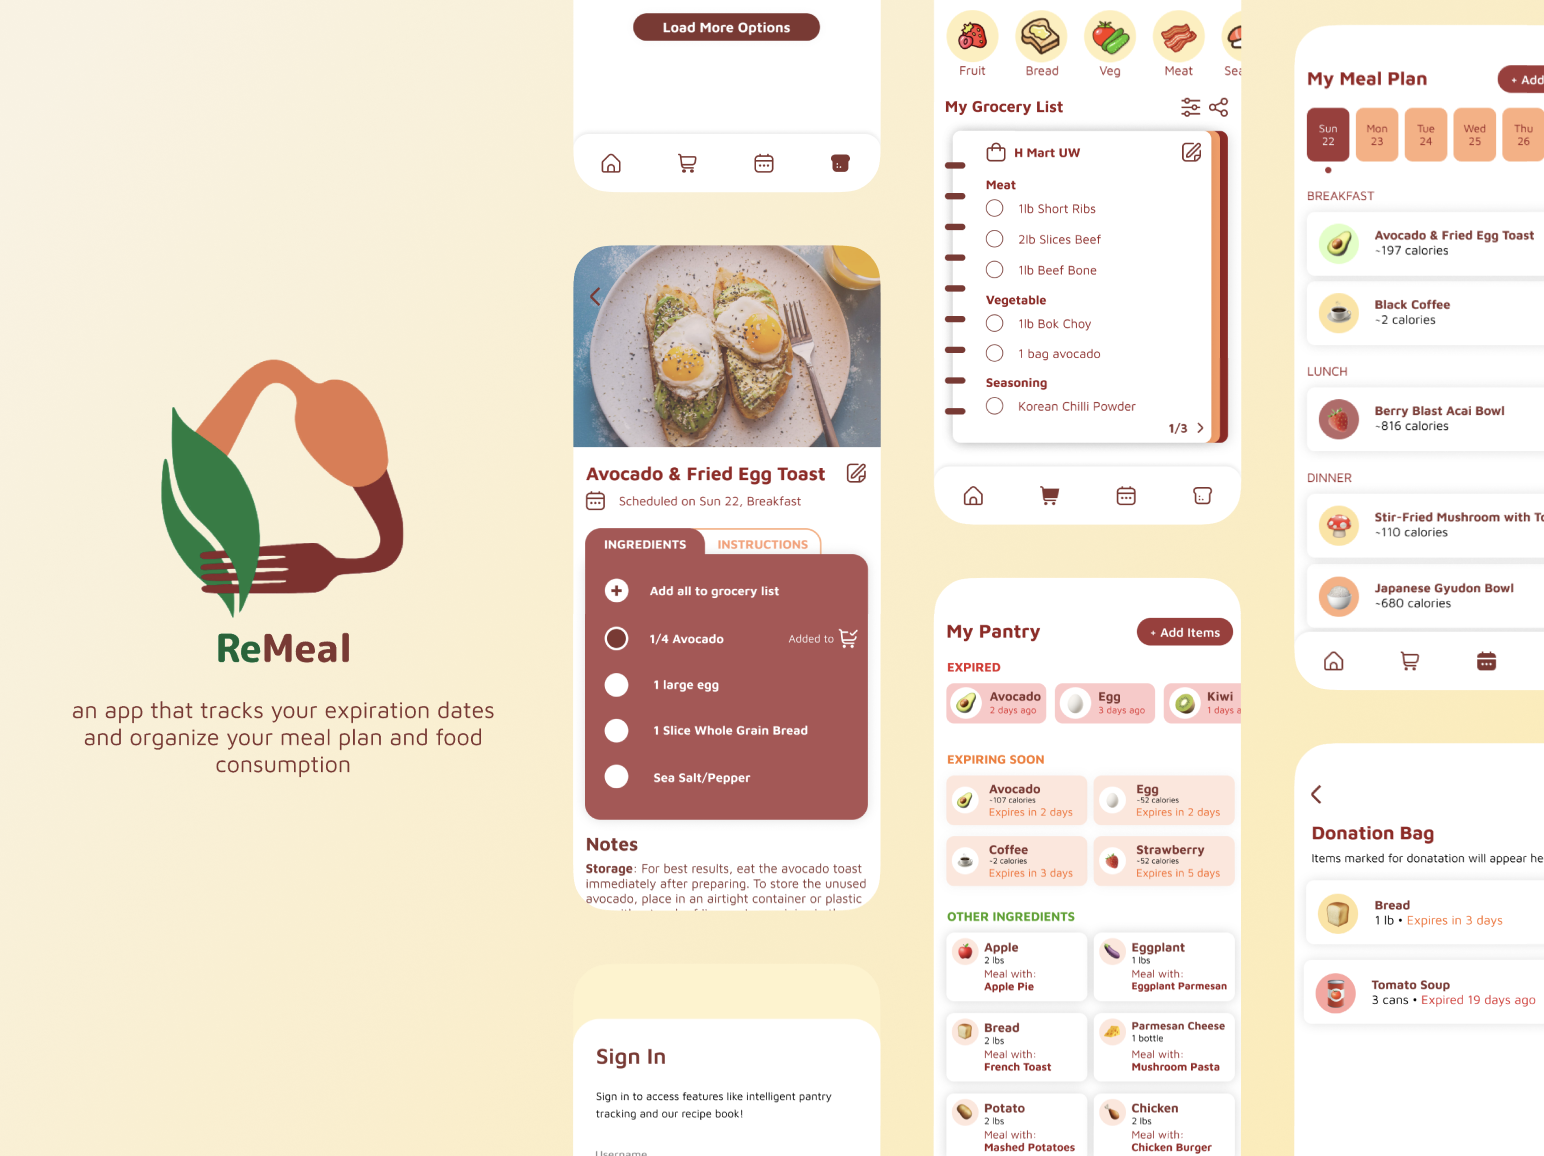 ReMeal
an app that tracks your expiration dates
and organize your meal plan and food
consumption
Load More Options
Avocado & Fried Egg Toast
Scheduled on Sun 22, Breakfast
INGREDIENTS
INSTRUCTIONS
Add all to grocery list
1/4 Avocado
Added to
1 large egg
1 Slice Whole Grain Bread
Sea Salt/Pepper
Notes
Storage: For best results, eat the avocado toast
immediately after preparing. To store the unused
avocado, place in an airtight container or plastic
Sign In
Sign in to access features like intelligent pantry
tracking and our recipe book!
Username
Fruit
Bread
Veg
Meat
Sea
My Grocery List
H Mart UW
Meat
1lb Short Ribs
2lb Slices Beef
1lb Beef Bone
Vegetable
1lb Bok Choy
1 bag avocado
Seasoning
Korean Chilli Powder
1/3
My Pantry
+ Add Items
EXPIRED
Avocado
2 days ago
Egg
3 days ago
Kiwi
1 days a
EXPIRING SOON
Avocado
~107 calories
Expires in 2 days
Egg
~52 calories
Expires in 2 days
Coffee
~2 calories
Expires in 3 days
Strawberry
~52 calories
Expires in 5 days
OTHER INGREDIENTS
Apple
2 lbs
Meal with:
Apple Pie
Eggplant
1 lbs
Meal with:
Eggplant Parmesan
Bread
2 lbs
Meal with:
French Toast
Parmesan Cheese
1 bottle
Meal with:
Mushroom Pasta
Potato
2 lbs
Meal with:
Mashed Potatoes
Chicken
2 lbs
Meal with:
Chicken Burger
My Meal Plan
+ Add
Sun
22
Mon
23
Tue
24
Wed
25
Thu
26
BREAKFAST
Avocado & Fried Egg Toast
~197 calories
Black Coffee
~2 calories
LUNCH
Berry Blast Acai Bowl
~816 calories
DINNER
Stir-Fried Mushroom with To
~110 calories
Japanese Gyudon Bowl
~680 calories
Donation Bag
Items marked for donatation will appear he
Bread
1 lb • Expires in 3 days
Tomato Soup
3 cans • Expired 19 days ago